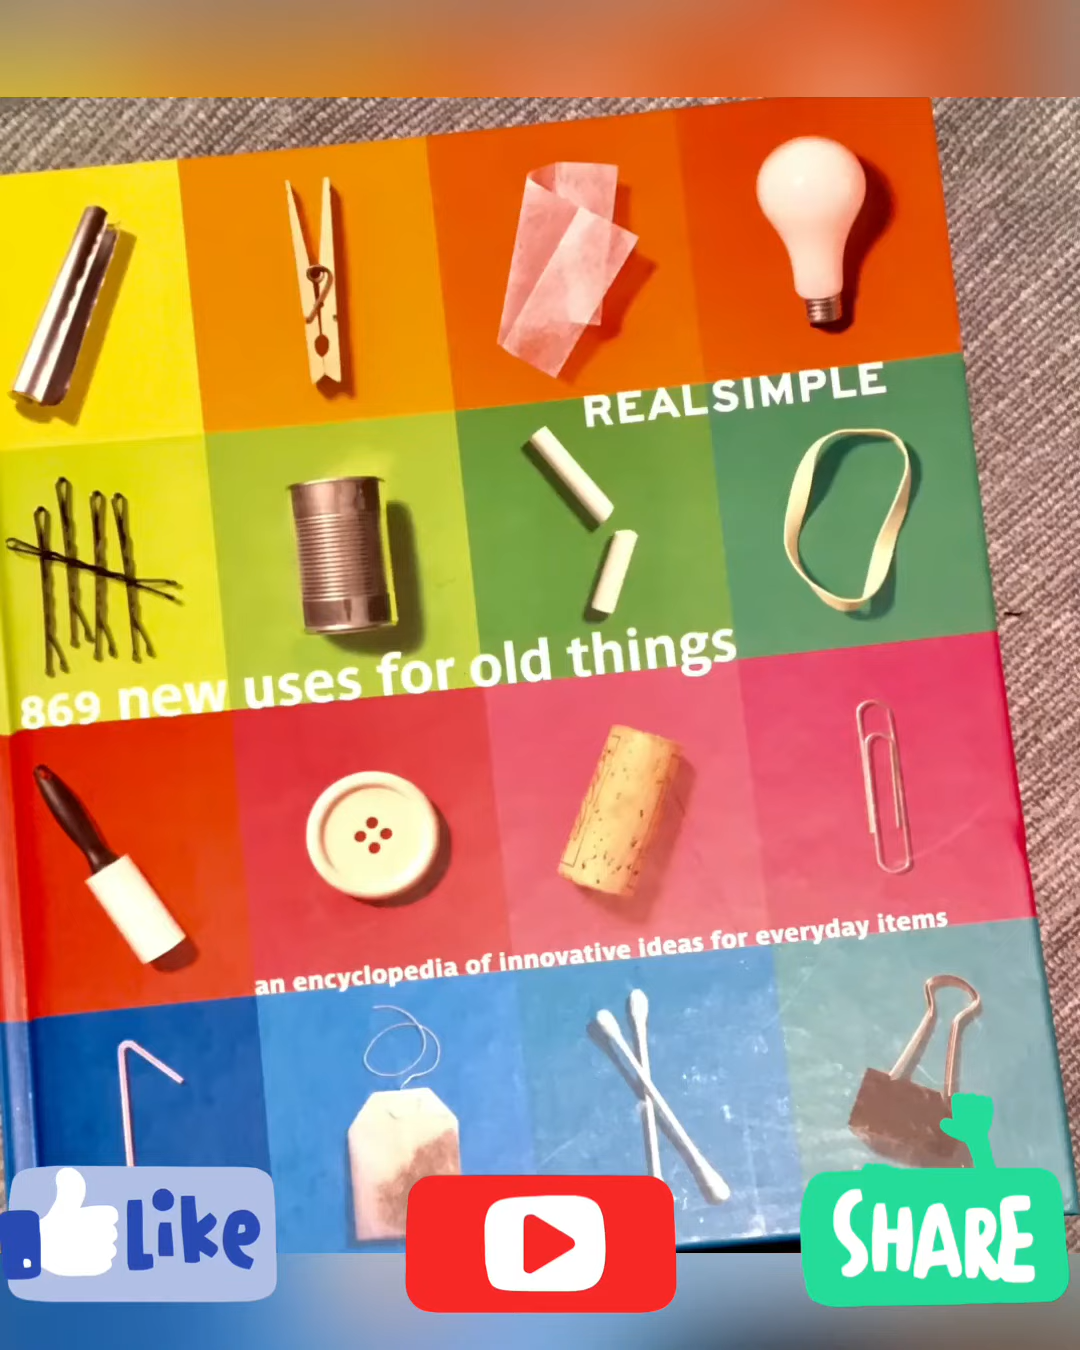 REALSIMPLE
869 new uses for old things
an encyclopedia of innovative ideas for everyday items
Like
SHARE